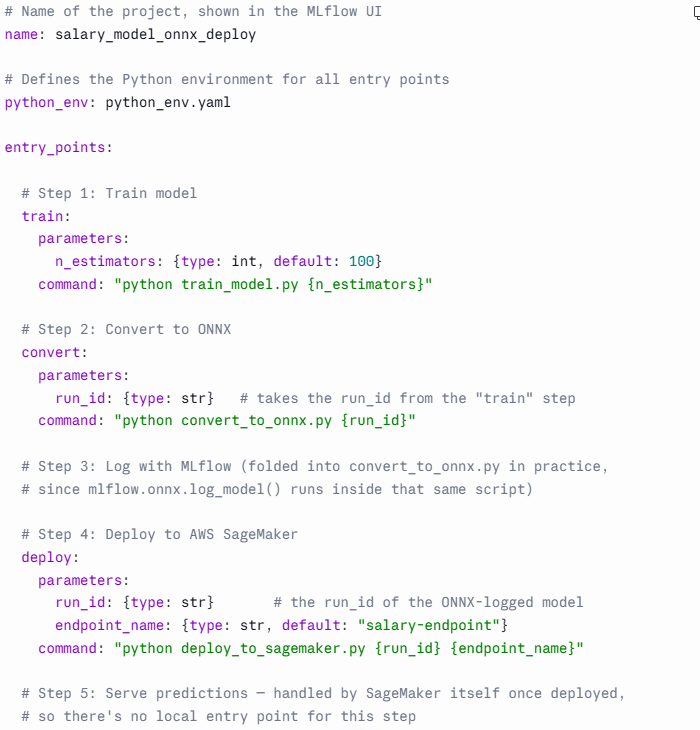 # Name of the project, shown in the MLflow UI
name: salary_model_onnx_deploy
# Defines the Python environment for all entry points
python_env: python_env.yaml
entry_points:
# Step 1: Train model
train:
parameters:
n_estimators: {type: int, default: 100}
command: "python train_model.py {n_estimators}"
# Step 2: Convert to ONNX
convert:
parameters:
run_id: {type: str}   # takes the run_id from the "train" step
command: "python convert_to_onnx.py {run_id}"
# Step 3: Log with MLflow (folded into convert_to_onnx.py in practice,
# since mlflow.onnx.log_model() runs inside that same script)
# Step 4: Deploy to AWS SageMaker
deploy:
parameters:
run_id: {type: str}       # the run_id of the ONNX-logged model
endpoint_name: {type: str, default: "salary-endpoint"}
command: "python deploy_to_sagemaker.py {run_id} {endpoint_name}"
# Step 5: Serve predictions — handled by SageMaker itself once deployed,
# so there's no local entry point for this step